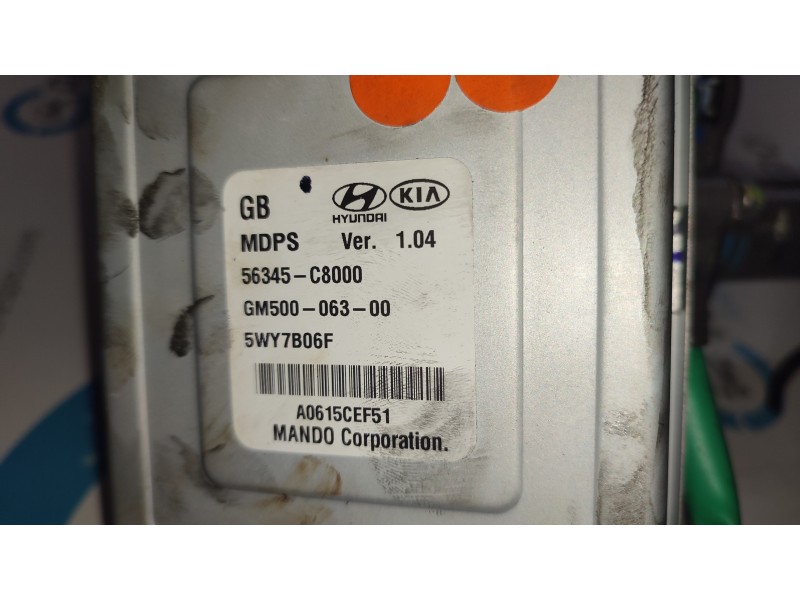 GB HYUNDAI KIA
MDPS Ver. 1.04
56345-C8000
GM500-063-00
5WY7B06F
A0615CEF51
MANDO Corporation.